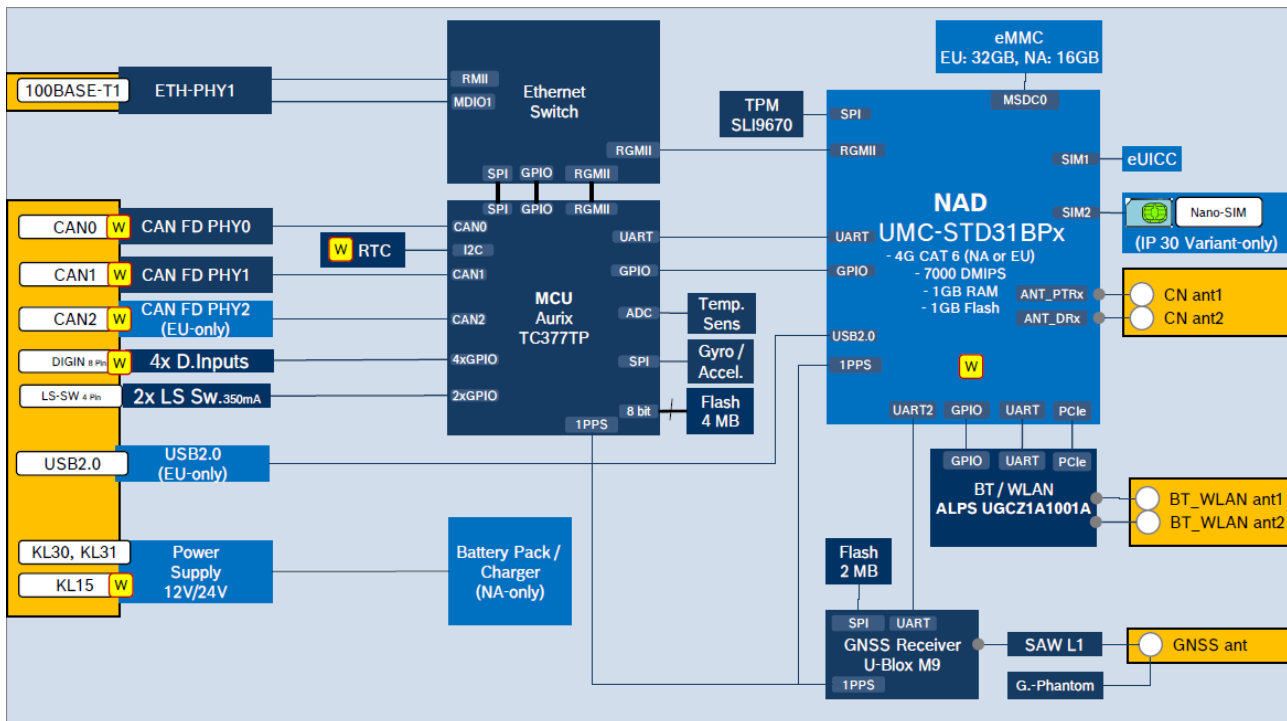 eMMC
EU: 32GB, NA: 16GB
MSDC0
100BASE-T1
ETH-PHY1
RMII
MDIO1
Ethernet
Switch
RGMII
SPI
GPIO
RGMII
TPM
SLI9670
SPI
RGMII
SIM1
eUICC
NAD
UMC-STD31BPx
- 4G CAT 6 (NA or EU)
- 7000 DMIPS
- 1GB RAM
- 1GB Flash
SIM2
Nano-SIM
(IP 30 Variant-only)
UART
GPIO
USB2.0
1PPS
ANT_PTRx
ANT_DRx
CN ant1
CN ant2
W
UART2
GPIO
UART
PCIe
CAN0
W
CAN FD PHY0
CAN1
W
CAN FD PHY1
CAN2
CAN FD PHY2
(EU-only)
DIGIN 8 Pin
W
4x D.Inputs
LS-SW 4 Pin
2x LS Sw.350mA
USB2.0
USB2.0
(EU-only)
KL30, KL31
KL15
W
Power
Supply
12V/24V
W
RTC
SPI
GPIO
RGMII
CAN0
I2C
CAN1
CAN2
4xGPIO
2xGPIO
MCU
Aurix
TC377TP
UART
GPIO
ADC
SPI
8 bit
1PPS
Temp.
Sens
Gyro /
Accel.
Flash
4 MB
Battery Pack /
Charger
(NA-only)
GPIO
UART
PCIe
BT / WLAN
ALPS UGCZ1A1001A
BT_WLAN ant1
BT_WLAN ant2
Flash
2 MB
SPI
UART
GNSS Receiver
U-Blox M9
1PPS
SAW L1
G.-Phantom
GNSS ant